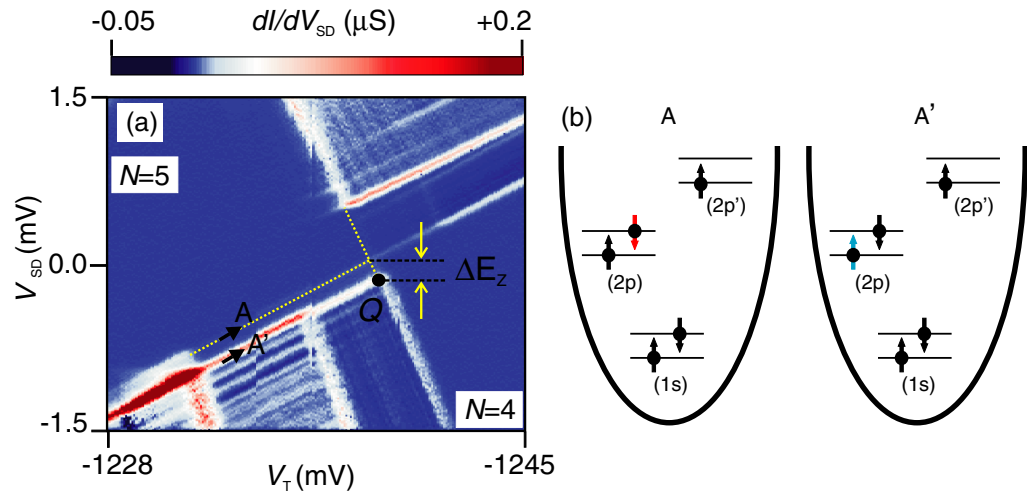 -0.05 dI/dV_SD (μS) +0.2
1.5
(a)
N=5
V_SD (mV)
0.0
ΔE_Z
Q
A
A'
N=4
-1.5
-1228 V_T (mV) -1245
(b) A A'
(2p') (2p')
(2p) (2p)
(1s) (1s)